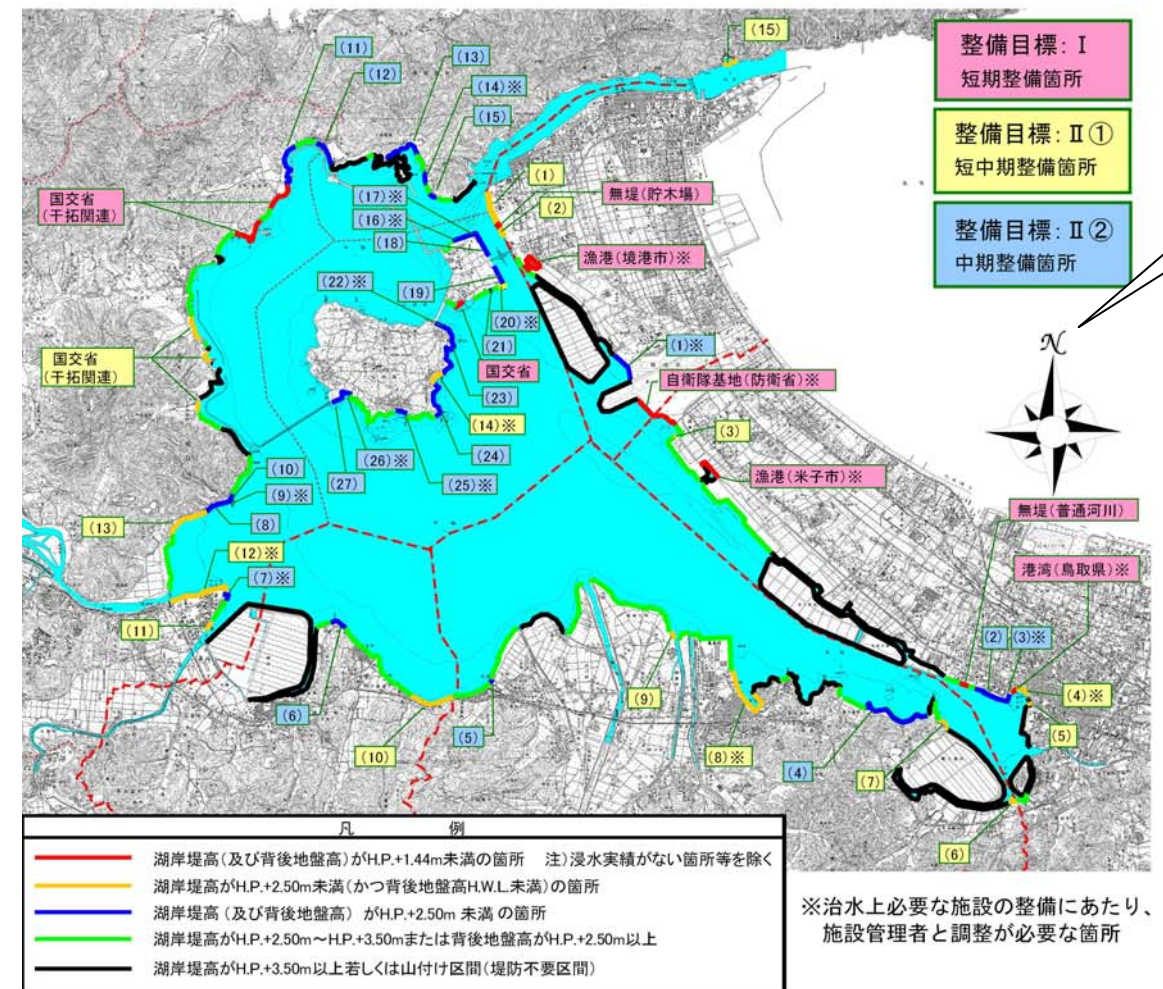 (15)
整備目標: Ⅰ
短期整備箇所
整備目標: Ⅱ①
短中期整備箇所
整備目標: Ⅱ②
中期整備箇所
(11)
(12)
(13)
(14)※
(15)
国交省
(干拓関連)
(17)※
(16)※
(18)
(1)
無堤(貯木場)
(2)
漁港(境港市)※
(22)※
(19)
(20)※
(21)
国交省
(1)※
自衛隊基地(防衛省)※
国交省
(干拓関連)
(23)
(14)※
(24)
(3)
漁港(米子市)※
(26)※
(27)
(25)※
(10)
(9)※
(8)
(13)
(12)※
(7)※
(11)
N
無堤(普通河川)
港湾(鳥取県)※
(2)
(3)※
(4)※
(5)
(6)
(10)
(5)
(9)
(8)※
(4)
(7)
(6)
凡 例
湖岸堤高(及び背後地盤高)がH.P.+1.44m未満の箇所 注)浸水実績がない箇所等を除く
湖岸堤高がH.P.+2.50m未満(かつ背後地盤高H.W.L.未満)の箇所
湖岸堤高(及び背後地盤高) がH.P.+2.50m 未満 の箇所
湖岸堤高がH.P.+2.50m~H.P.+3.50mまたは背後地盤高がH.P.+2.50m以上
湖岸堤高がH.P.+3.50m以上若しくは山付け区間(堤防不要区間)
※治水上必要な施設の整備にあたり、
施設管理者と調整が必要な箇所